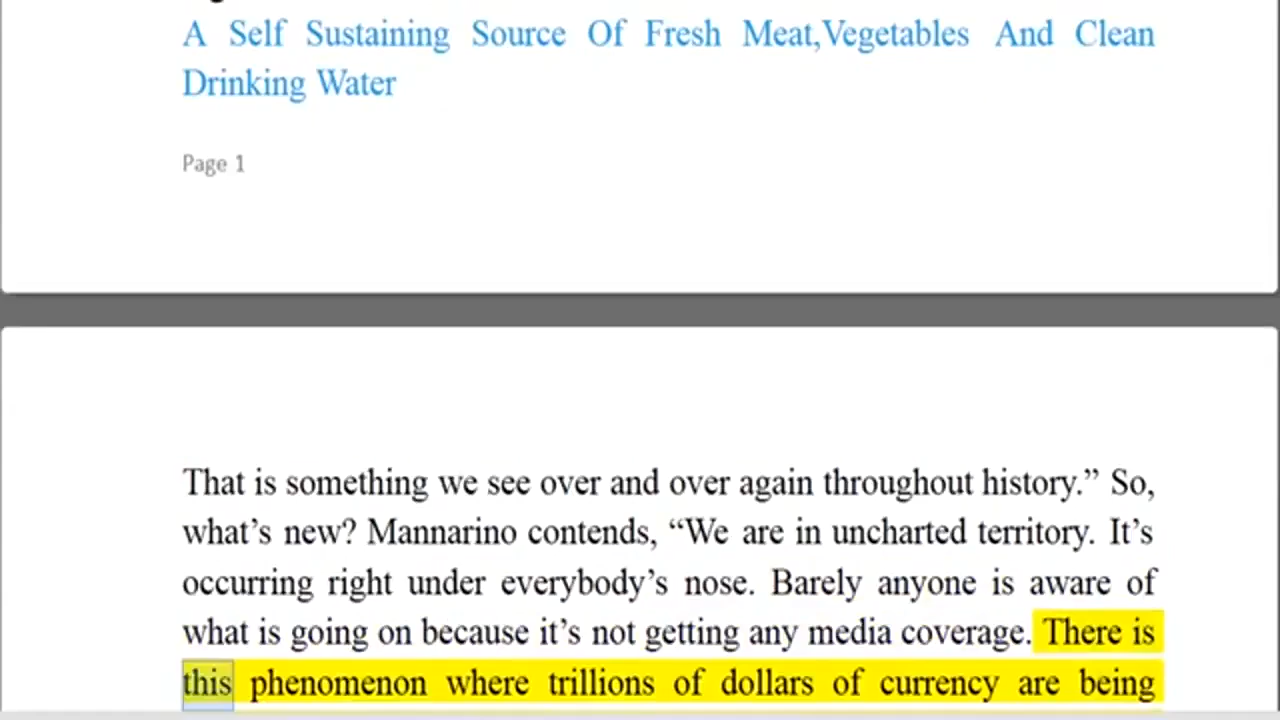 A Self Sustaining Source Of Fresh Meat,Vegetables And Clean
Drinking Water
Page 1
That is something we see over and over again throughout history.” So,
what’s new? Mannarino contends, “We are in uncharted territory. It’s
occurring right under everybody’s nose. Barely anyone is aware of
what is going on because it’s not getting any media coverage. There is
this phenomenon where trillions of dollars of currency are being